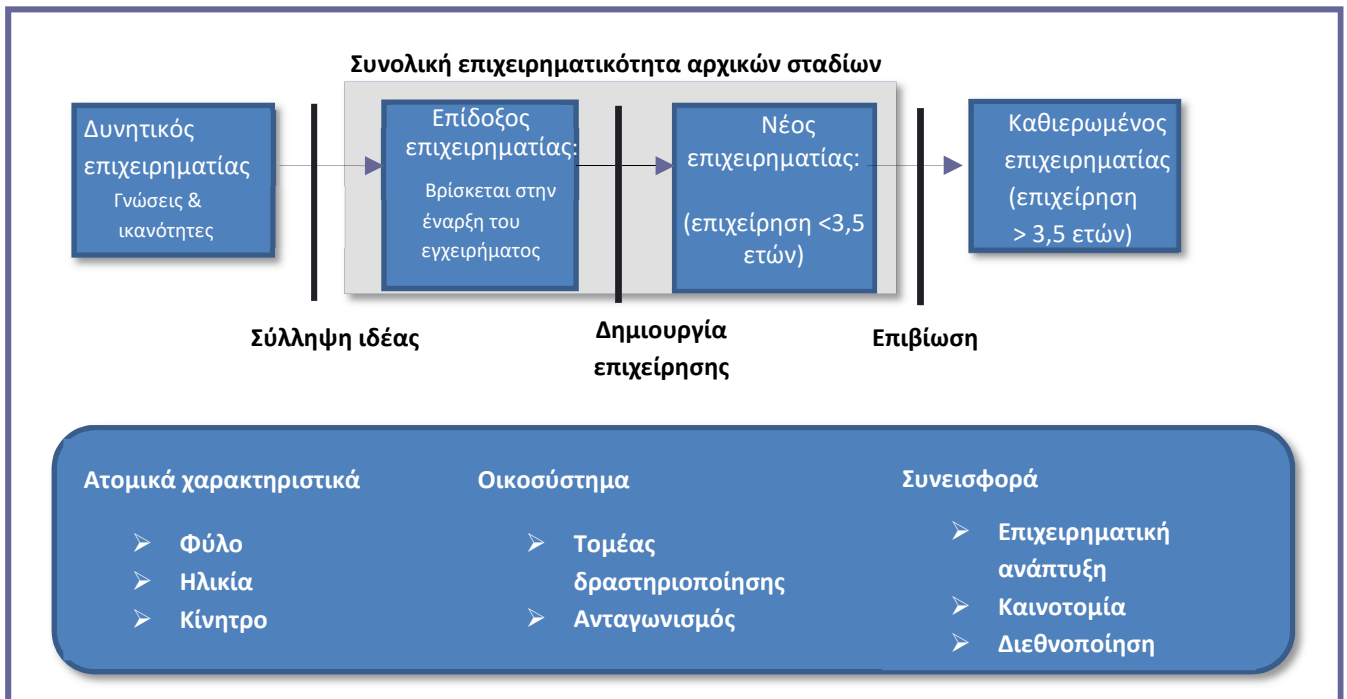 Συνολική επιχειρηματικότητα αρχικών σταδίων
Δυνητικός
επιχειρηματίας
Γνώσεις &
ικανότητες
Επίδοξος
επιχειρηματίας:
Βρίσκεται στην
έναρξη του
εγχειρήματος
Νέος
επιχειρηματίας:
(επιχείρηση <3,5
ετών)
Καθιερωμένος
επιχειρηματίας
(επιχείρηση
> 3,5 ετών)
Σύλληψη ιδέας
Δημιουργία
επιχείρησης
Επιβίωση
Ατομικά χαρακτηριστικά
➢ Φύλο
➢ Ηλικία
➢ Κίνητρο
Οικοσύστημα
➢ Τομέας
δραστηριοποίησης
➢ Ανταγωνισμός
Συνεισφορά
➢ Επιχειρηματική
ανάπτυξη
➢ Καινοτομία
➢ Διεθνοποίηση